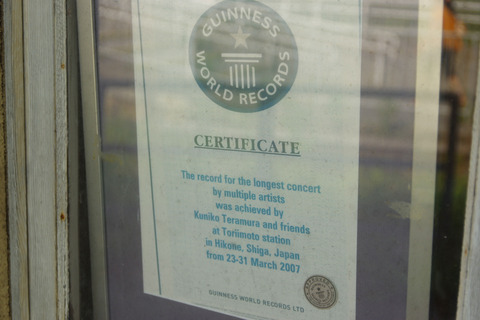 GUINNESS
WORLD RECORDS
CERTIFICATE
The record for the longest concert
by multiple artists
was achieved by
Kuniko Teramura and friends
at Toriimoto station
in Hikone, Shiga, Japan
from 23-31 March 2007
GUINNESS WORLD RECORDS LTD